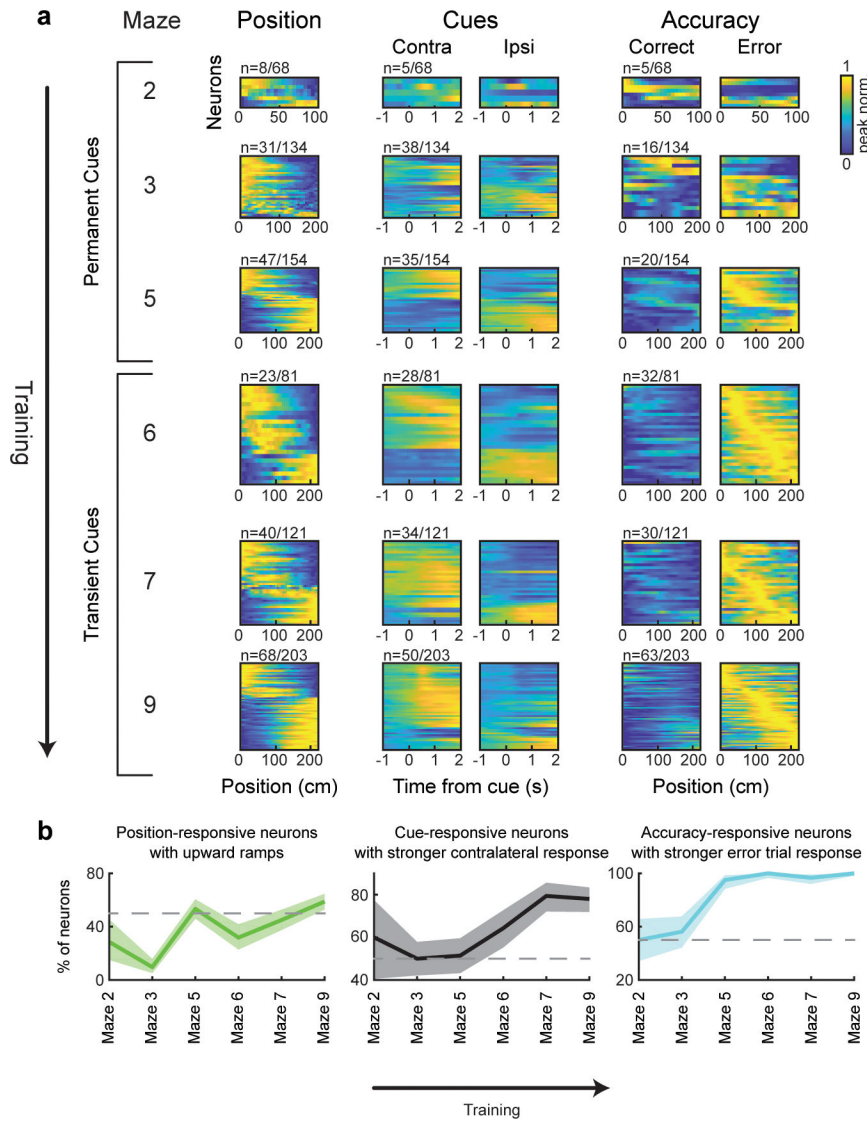 a
Maze
Position
Cues
Accuracy
Contra
Ipsi
Correct
Error
Training
Permanent Cues
Transient Cues
Neurons
1
peak norm
0
2
n=8/68
n=5/68
n=5/68
0 50 100
-1 0 1 2
-1 0 1 2
0 50 100
0 50 100
3
n=31/134
n=38/134
n=16/134
0 100 200
-1 0 1 2
-1 0 1 2
0 100 200
0 100 200
5
n=47/154
n=35/154
n=20/154
0 100 200
-1 0 1 2
-1 0 1 2
0 100 200
0 100 200
6
n=23/81
n=28/81
n=32/81
0 100 200
-1 0 1 2
-1 0 1 2
0 100 200
0 100 200
7
n=40/121
n=34/121
n=30/121
0 100 200
-1 0 1 2
-1 0 1 2
0 100 200
0 100 200
9
n=68/203
n=50/203
n=63/203
0 100 200
-1 0 1 2
-1 0 1 2
0 100 200
0 100 200
Position (cm)
Time from cue (s)
Position (cm)
b
Position-responsive neurons
with upward ramps
% of neurons
80
40
0
Maze 2
Maze 3
Maze 5
Maze 6
Maze 7
Maze 9
Cue-responsive neurons
with stronger contralateral response
80
60
40
Maze 2
Maze 3
Maze 5
Maze 6
Maze 7
Maze 9
Accuracy-responsive neurons
with stronger error trial response
100
60
20
Maze 2
Maze 3
Maze 5
Maze 6
Maze 7
Maze 9
Training